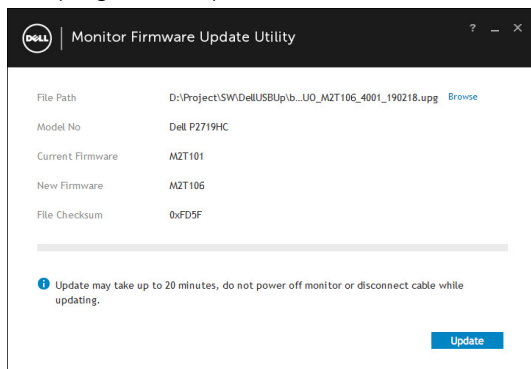 DELL Monitor Firmware Update Utility ? _ ×
File Path D:\Project\SW\DellUSBUp\b...UO_M2T106_4001_190218.upg Browse
Model No Dell P2719HC
Current Firmware M2T101
New Firmware M2T106
File Checksum 0xFD5F
Update may take up to 20 minutes, do not power off monitor or disconnect cable while
updating.
Update